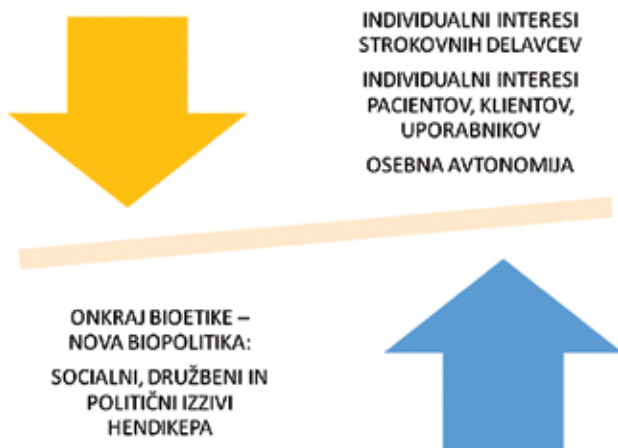 INDIVIDUALNI INTERESI
STROKOVNIH DELAVCEV
INDIVIDUALNI INTERESI
PACIENTOV, KLIENTOV,
UPORABNIKOV
OSEBNA AVTONOMIJA
ONKRAJ BIOETIKE –
NOVA BIOPOLITIKA:
SOCIALNI, DRUŽBENI IN
POLITIČNI IZZIVI
HENDIKEPA